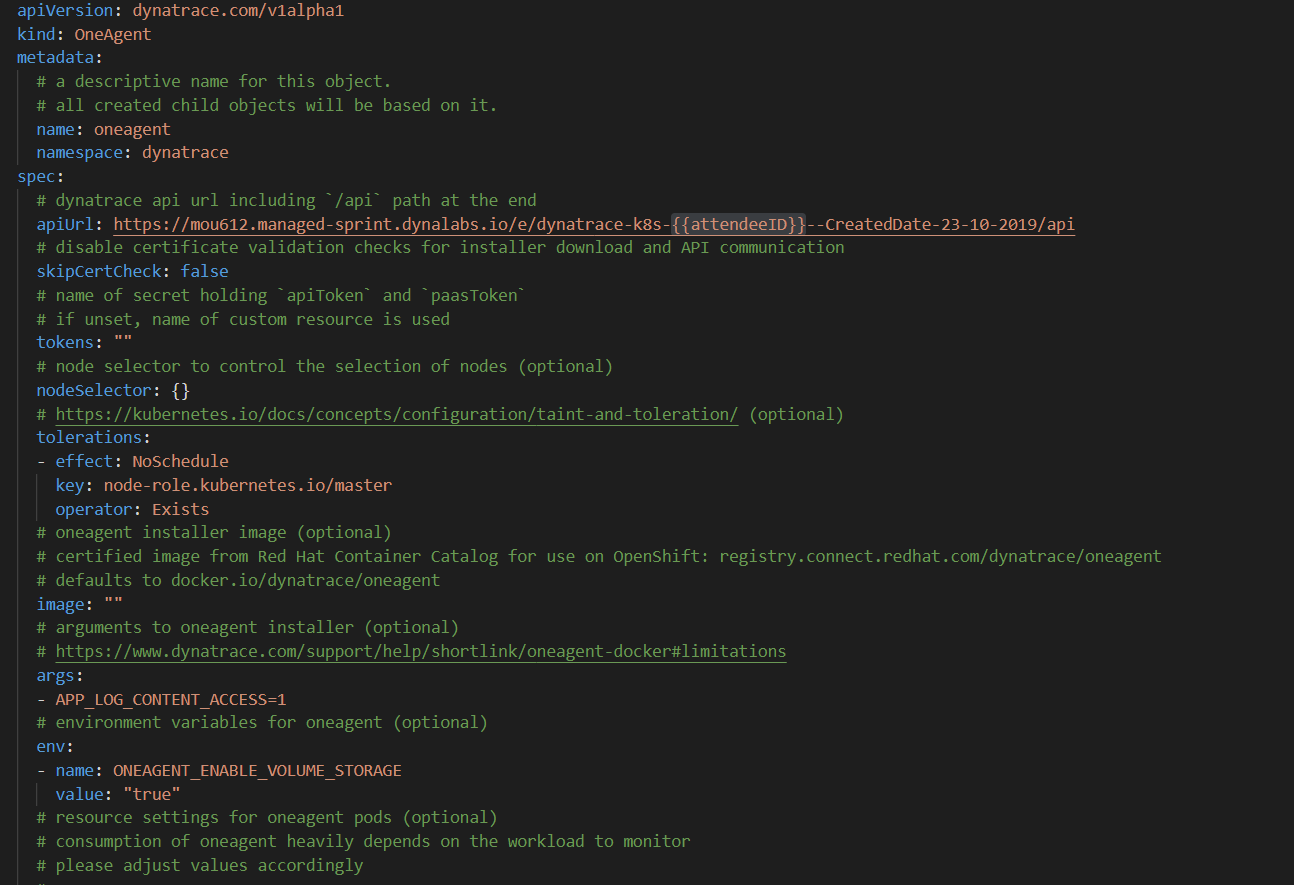 apiVersion: dynatrace.com/v1alpha1
kind: OneAgent
metadata:
  # a descriptive name for this object.
  # all created child objects will be based on it.
  name: oneagent
  namespace: dynatrace
spec:
  # dynatrace api url including `/api` path at the end
  apiUrl: https://mou612.managed-sprint.dynalabs.io/e/dynatrace-k8s-{{attendeeID}}--CreatedDate-23-10-2019/api
  # disable certificate validation checks for installer download and API communication
  skipCertCheck: false
  # name of secret holding `apiToken` and `paasToken`
  # if unset, name of custom resource is used
  tokens: ""
  # node selector to control the selection of nodes (optional)
  nodeSelector: {}
  # https://kubernetes.io/docs/concepts/configuration/taint-and-toleration/ (optional)
  tolerations:
  - effect: NoSchedule
    key: node-role.kubernetes.io/master
    operator: Exists
  # oneagent installer image (optional)
  # certified image from Red Hat Container Catalog for use on OpenShift: registry.connect.redhat.com/dynatrace/oneagent
  # defaults to docker.io/dynatrace/oneagent
  image: ""
  # arguments to oneagent installer (optional)
  # https://www.dynatrace.com/support/help/shortlink/oneagent-docker#limitations
  args:
  - APP_LOG_CONTENT_ACCESS=1
  # environment variables for oneagent (optional)
  env:
  - name: ONEAGENT_ENABLE_VOLUME_STORAGE
    value: "true"
  # resource settings for oneagent pods (optional)
  # consumption of oneagent heavily depends on the workload to monitor
  # please adjust values accordingly